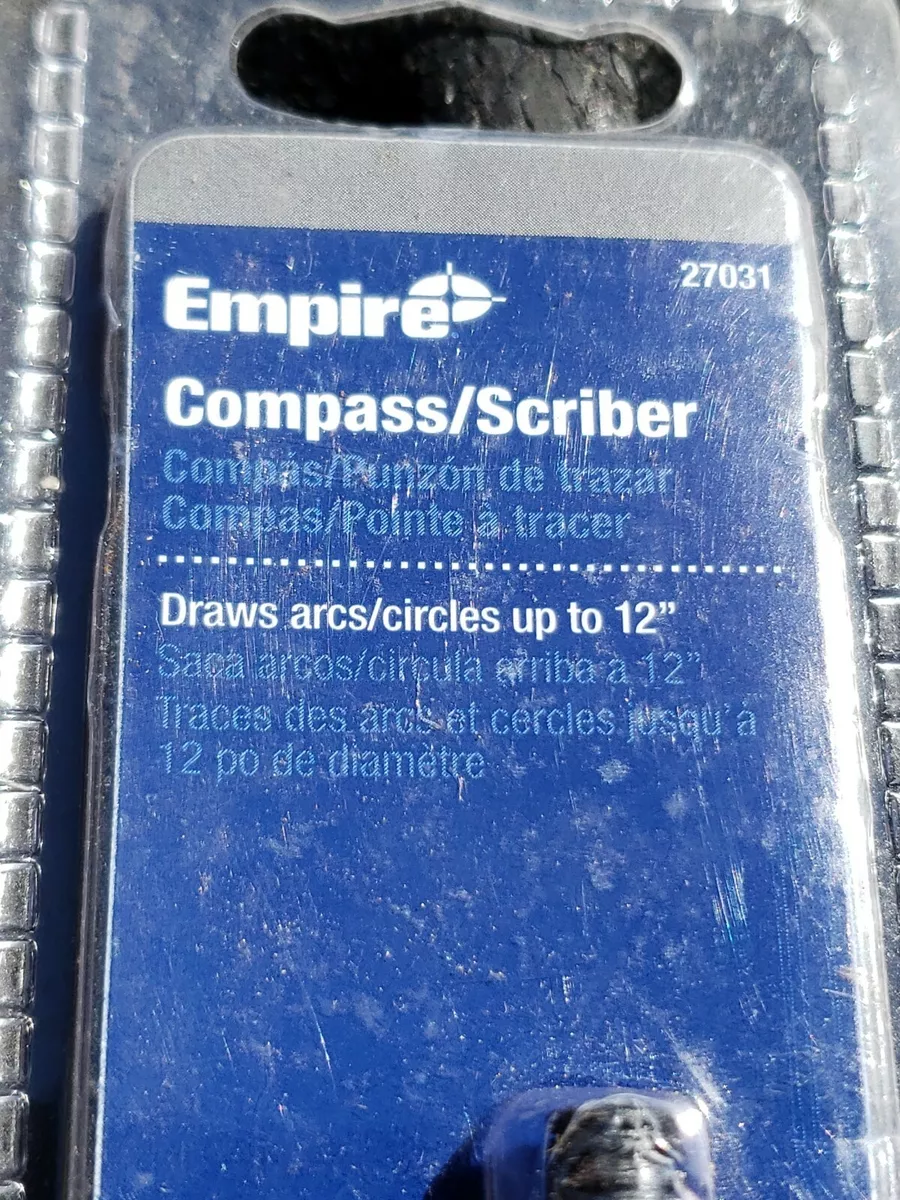 27031
Empire
Compass/Scriber
Compás/Punzón de trazar
Compas/Pointe à tracer
Draws arcs/circles up to 12”
Saca arcos/circula arriba a 12”
Traces des arcs et cercles jusqu'à
12 po de diamètre